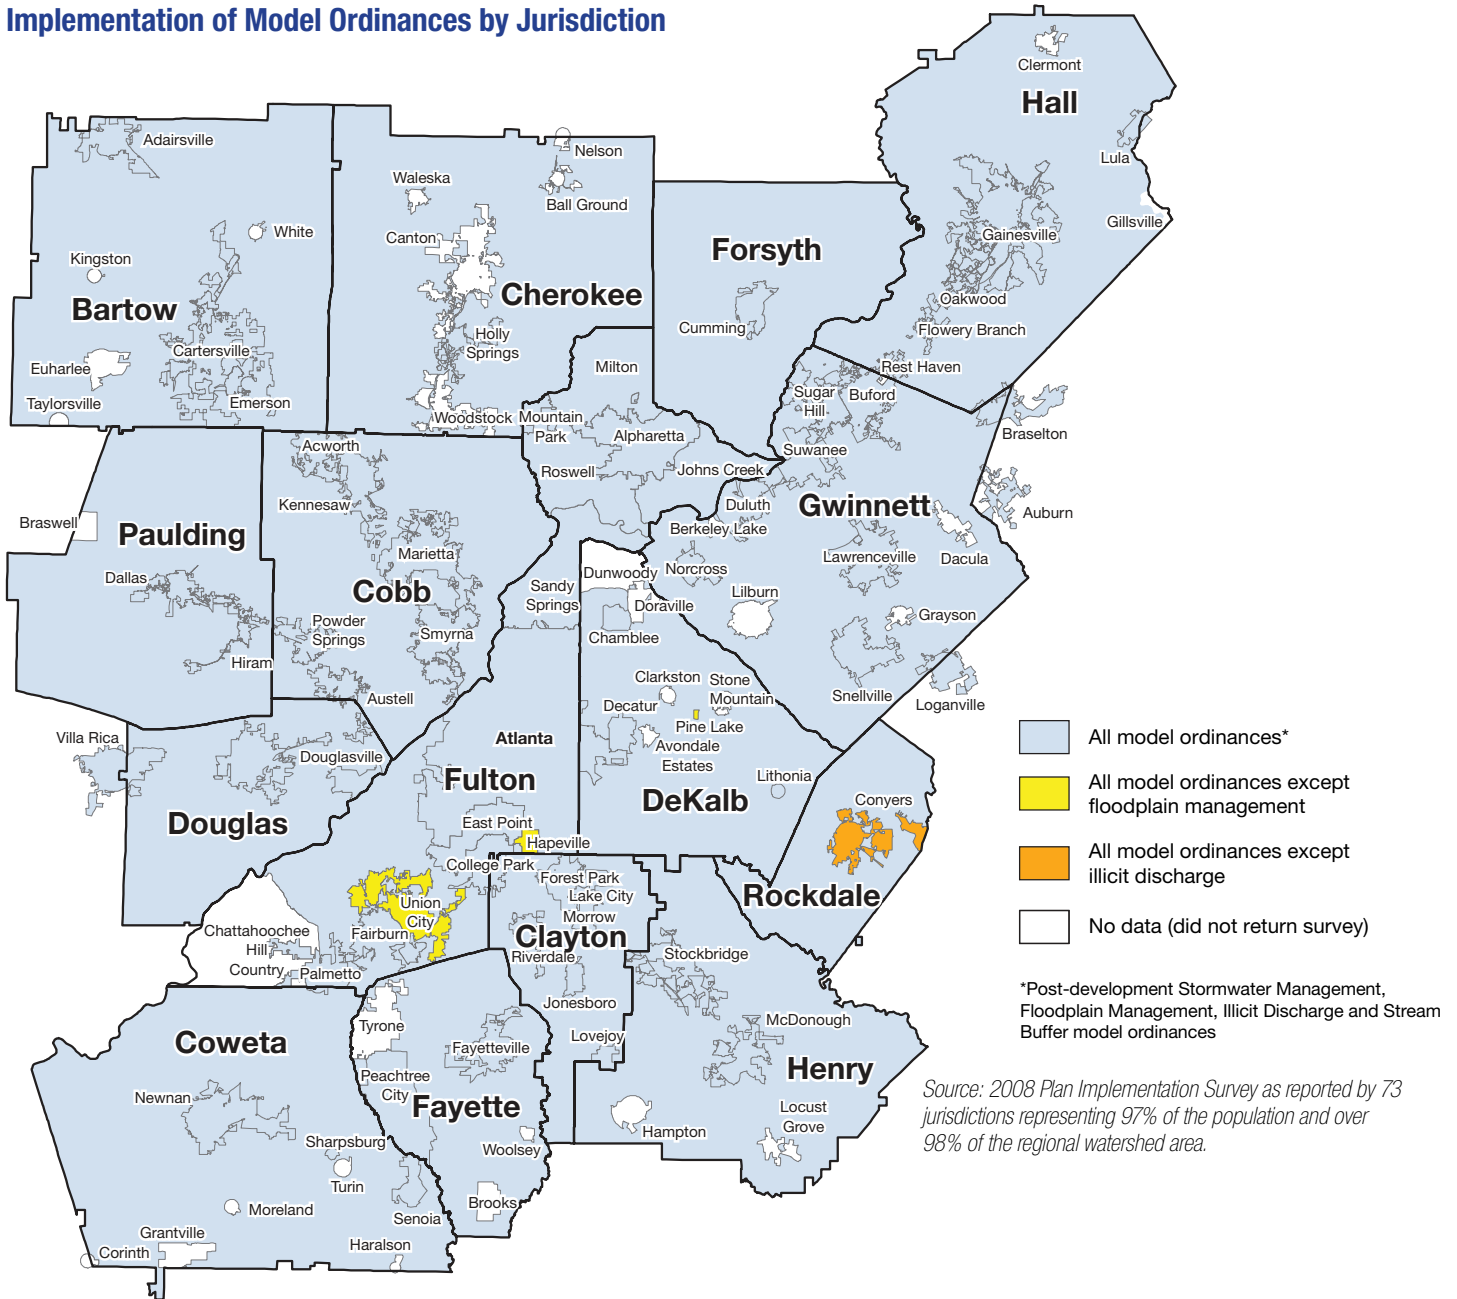 Implementation of Model Ordinances by Jurisdiction
Clermont
Hall
Adairsville
Nelson
Lula
Waleska
Ball Ground
Gillsville
White
Canton
Gainesville
Forsyth
Kingston
Bartow
Cherokee
Oakwood
Cumming
Flowery Branch
Holly
Springs
Cartersville
Euharlee
Milton
Rest Haven
Taylorsville
Emerson
Sugar
Hill
Buford
Woodstock
Mountain
Park
Alpharetta
Braselton
Acworth
Suwanee
Roswell
Johns Creek
Kennesaw
Duluth
Gwinnett
Auburn
Braswell
Paulding
Berkeley Lake
Marietta
Lawrenceville
Dacula
Dallas
Cobb
Sandy
Springs
Dunwoody
Norcross
Lilburn
Doraville
Grayson
Powder
Springs
Smyrna
Chamblee
Hiram
Clarkston
Stone
Mountain
Snellville
Austell
Decatur
Loganville
Pine Lake
Villa Rica
Atlanta
Avondale
Estates
Douglasville
Fulton
Lithonia
DeKalb
Douglas
Conyers
East Point
Hapeville
College Park
Forest Park
Lake City
Rockdale
Union
City
Morrow
Chattahoochee
Hill
Country
Fairburn
Clayton
Riverdale
Stockbridge
Palmetto
Jonesboro
Tyrone
McDonough
Coweta
Lovejoy
Fayetteville
Henry
Peachtree
City
Newnan
Fayette
Locust
Grove
Hampton
Sharpsburg
Woolsey
Turin
Brooks
Moreland
Senoia
Grantville
Haralson
Corinth
All model ordinances*
All model ordinances except
floodplain management
All model ordinances except
illicit discharge
No data (did not return survey)
*Post-development Stormwater Management,
Floodplain Management, Illicit Discharge and Stream
Buffer model ordinances
Source: 2008 Plan Implementation Survey as reported by 73
jurisdictions representing 97% of the population and over
98% of the regional watershed area.